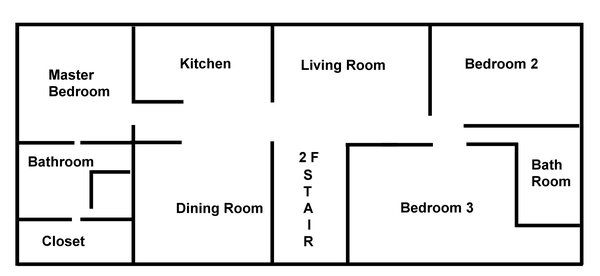 Master
Bedroom
Kitchen
Living Room
Bedroom 2
Bathroom
Closet
Dining Room
2 F
S
T
A
I
R
Bedroom 3
Bath
Room